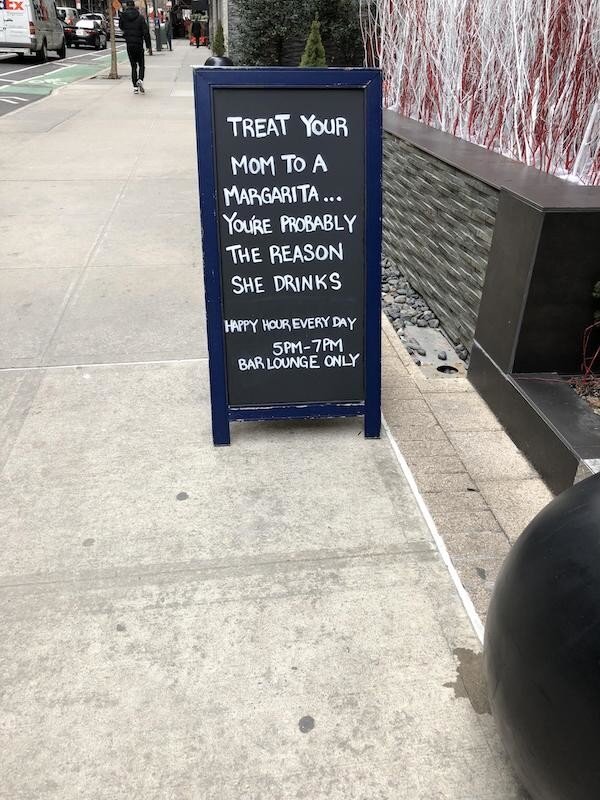 EX
TREAT YOUR
MOM TO A
MARGARITA...
YOU'RE PROBABLY
THE REASON
SHE DRINKS
HAPPY HOUR, EVERY DAY
5PM-7PM
BAR LOUNGE ONLY